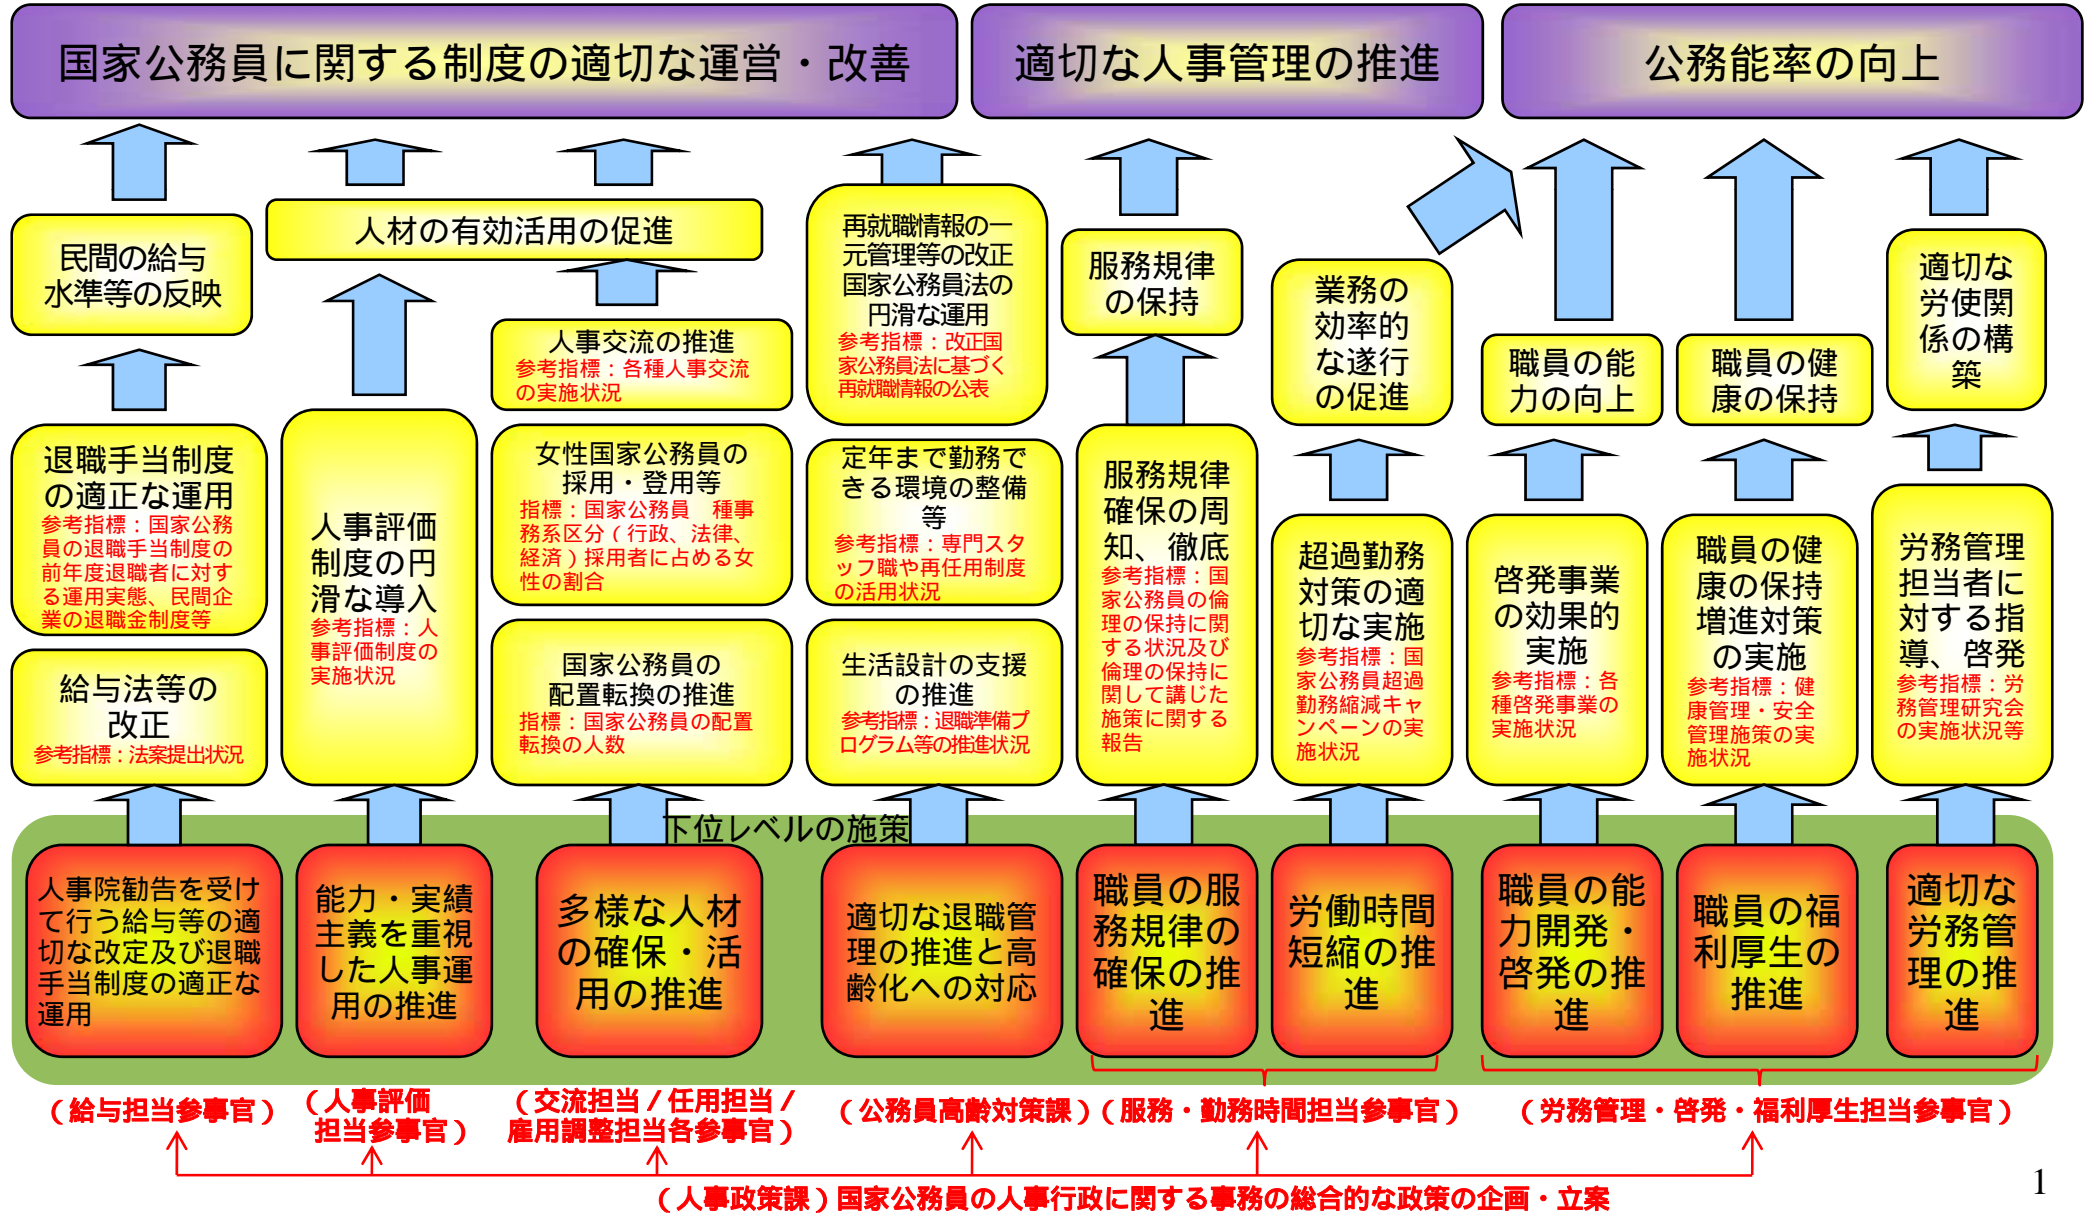 国家公務員に関する制度の適切な運営・改善
適切な人事管理の推進
公務能率の向上
民間の給与
水準等の反映
人材の有効活用の促進
再就職情報の一
元管理等の改正
国家公務員法の
円滑な運用
参考指標：改正国
家公務員法に基づく
再就職情報の公表
服務規律
の保持
業務の
効率的
な遂行
の促進
職員の能
力の向上
職員の健
康の保持
適切な
労使関
係の構
築
人事交流の推進
参考指標：各種人事交流
の実施状況
退職手当制度
の適正な運用
参考指標：国家公務
員の退職手当制度の
前年度退職者に対す
る運用実態、民間企
業の退職金制度等
給与法等の
改正
参考指標：法案提出状況
人事評価
制度の円
滑な導入
参考指標：人
事評価制度の
実施状況
女性国家公務員の
採用・登用等
指標：国家公務員　種事
務系区分（行政、法律、
経済）採用者に占める女
性の割合
国家公務員の
配置転換の推進
指標：国家公務員の配置
転換の人数
定年まで勤務で
きる環境の整備
等
参考指標：専門スタ
ッフ職や再任用制度
の活用状況
生活設計の支援
の推進
参考指標：退職準備プ
ログラム等の推進状況
服務規律
確保の周
知、徹底
参考指標：国
家公務員の倫
理の保持に関
する状況及び
倫理の保持に
関して講じた
施策に関する
報告
超過勤務
対策の適
切な実施
参考指標：国
家公務員超過
勤務縮減キャ
ンペーンの実
施状況
啓発事業
の効果的
実施
参考指標：各
種啓発事業の
実施状況
職員の健
康の保持
増進対策
の実施
参考指標：健
康管理・安全
管理施策の実
施状況
労務管理
担当者に
対する指
導、啓発
参考指標：労
務管理研究会
の実施状況等
下位レベルの施策
人事院勧告を受け
て行う給与等の適
切な改定及び退職
手当制度の適正な
運用
能力・実績
主義を重視
した人事運
用の推進
多様な人材
の確保・活
用の推進
適切な退職管
理の推進と高
齢化への対応
職員の服
務規律の
確保の推
進
労働時間
短縮の推
進
職員の能
力開発・
啓発の推
進
職員の福
利厚生の
推進
適切な
労務管
理の推
進
（給与担当参事官）
（人事評価
担当参事官）
（交流担当／任用担当／
雇用調整担当各参事官）
（公務員高齢対策課）
（服務・勤務時間担当参事官）
（労務管理・啓発・福利厚生担当参事官）
（人事政策課）国家公務員の人事行政に関する事務の総合的な政策の企画・立案
1